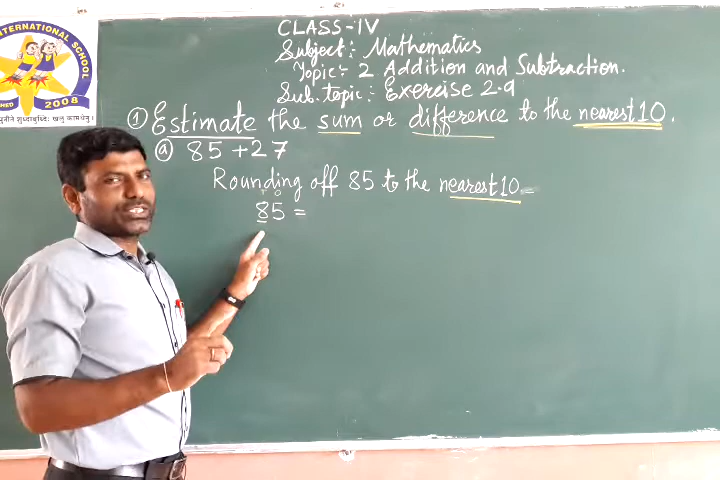 INTERNATIONAL SCHOOL
2008
CLASS-IV
Subject:- Mathematics
Topic:- 2 Addition and Subtraction.
Sub. topic: Exercise 2.9
① Estimate the sum or difference to the nearest 10.
ⓐ 85 + 27
Rounding off 85 to the nearest 10 =
T O
85 =